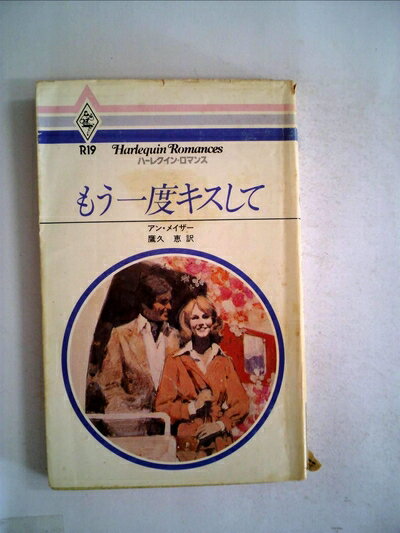 R19
Harlequin Romances
ハーレクイン・ロマンス
もう一度キスして
アン・メイザー
鷹久 恵 訳